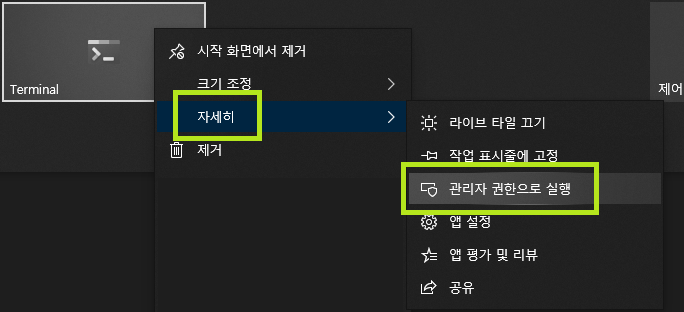 Terminal
시작 화면에서 제거
크기 조정
자세히
제거
라이브 타일 끄기
작업 표시줄에 고정
관리자 권한으로 실행
앱 설정
앱 평가 및 리뷰
공유
제어